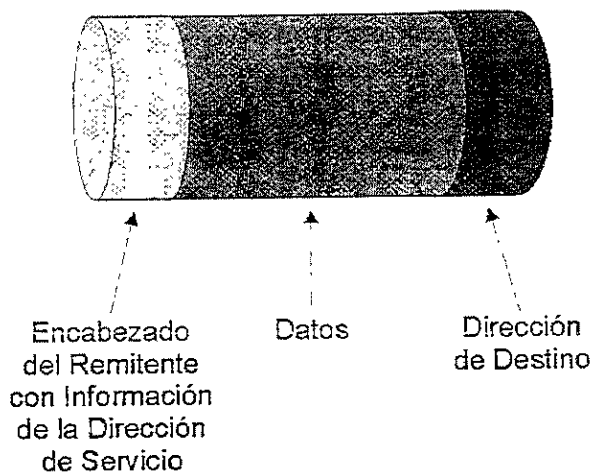 Encabezado
del Remitente
con Información
de la Dirección
de Servicio
Datos
Dirección
de Destino